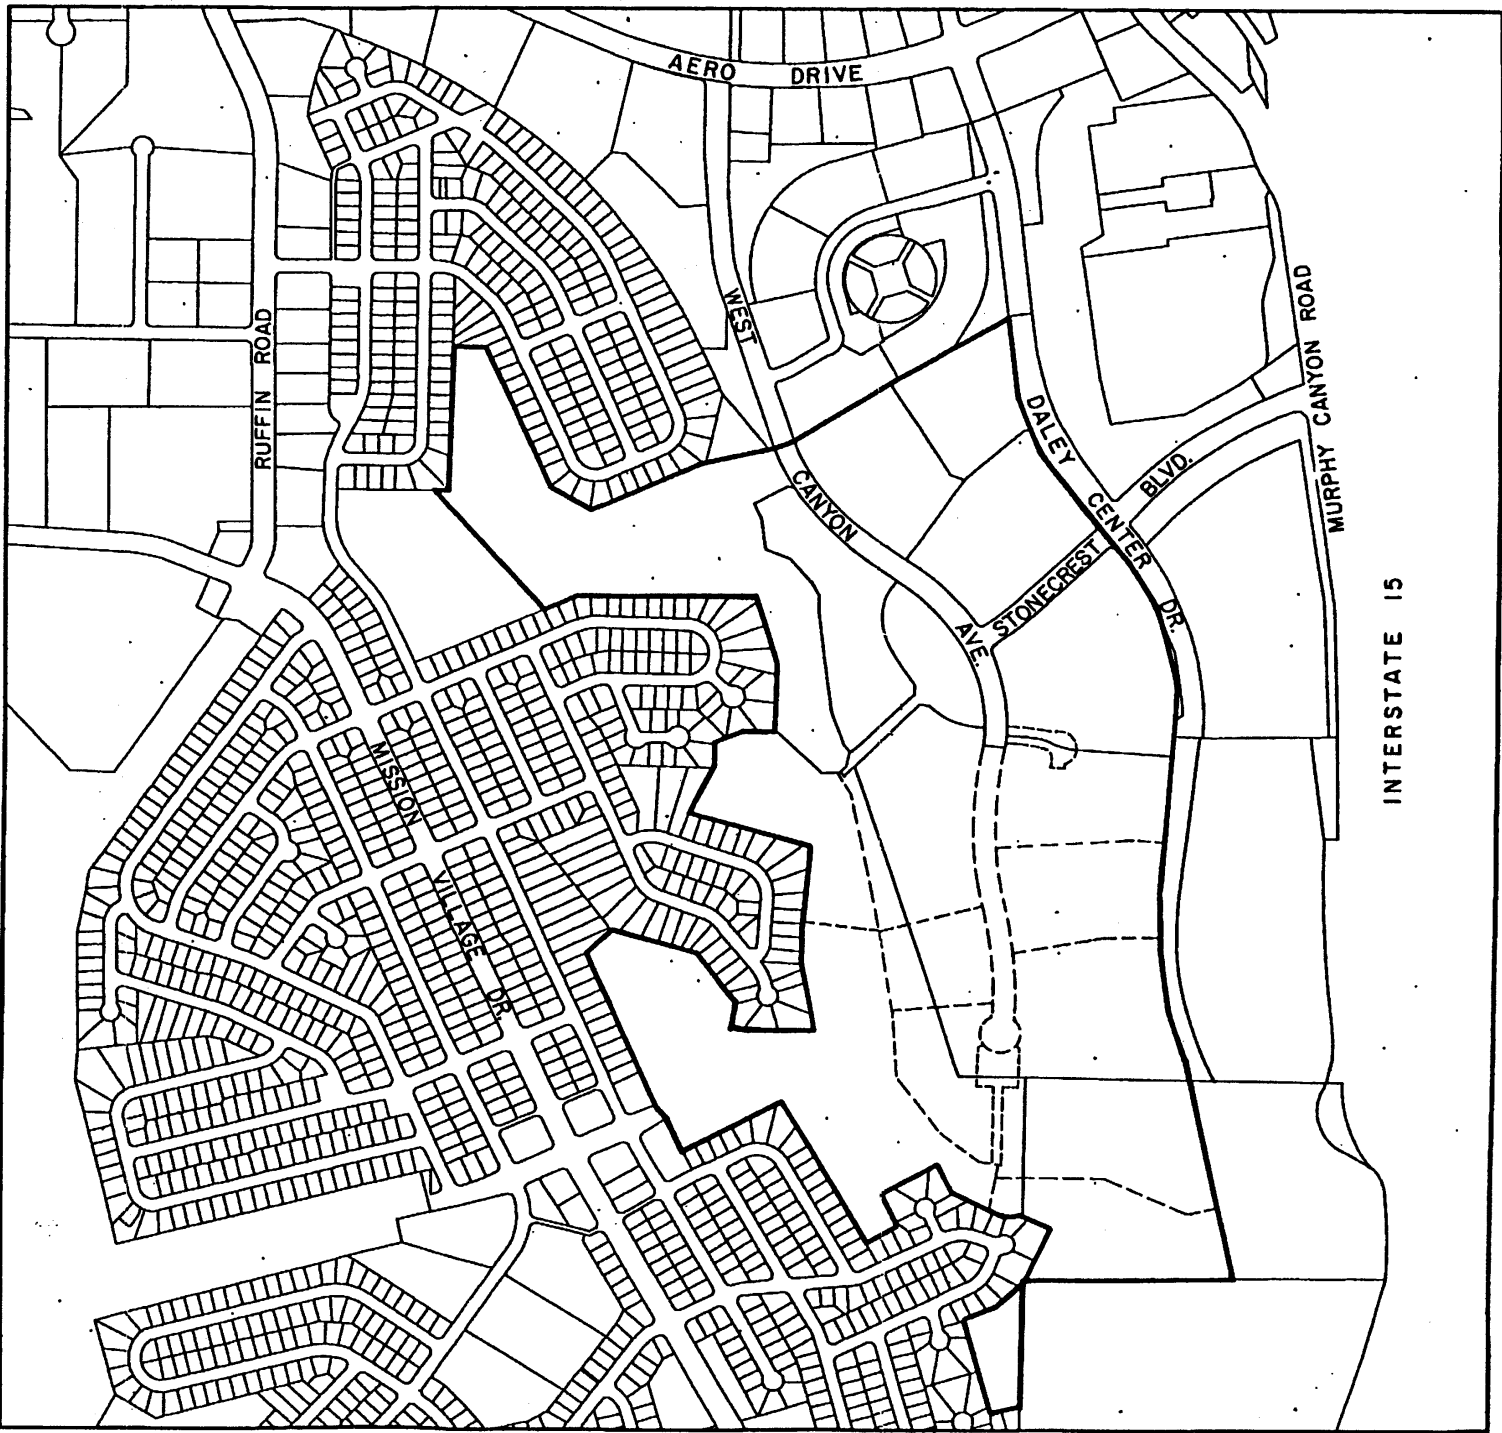 AERO DRIVE
RUFFIN ROAD
WEST
CANYON
AVE.
DALEY
CENTER
DR.
STONECREST
BLVD.
MURPHY CANYON ROAD
INTERSTATE 15
MISSION
VILLAGE
DR.